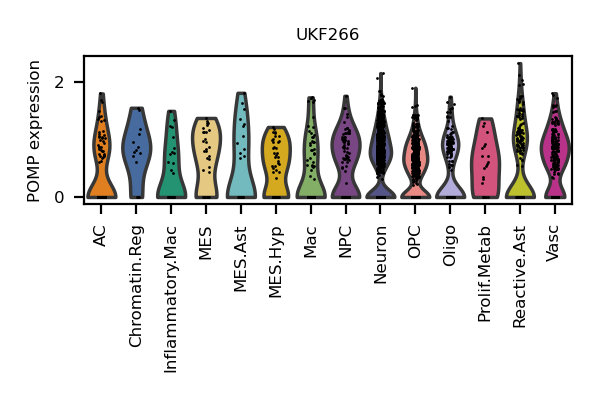 UKF266
POMP expression
2
0
AC
Chromatin.Reg
Inflammatory.Mac
MES
MES.Ast
MES.Hyp
Mac
NPC
Neuron
OPC
Oligo
Prolif.Metab
Reactive.Ast
Vasc